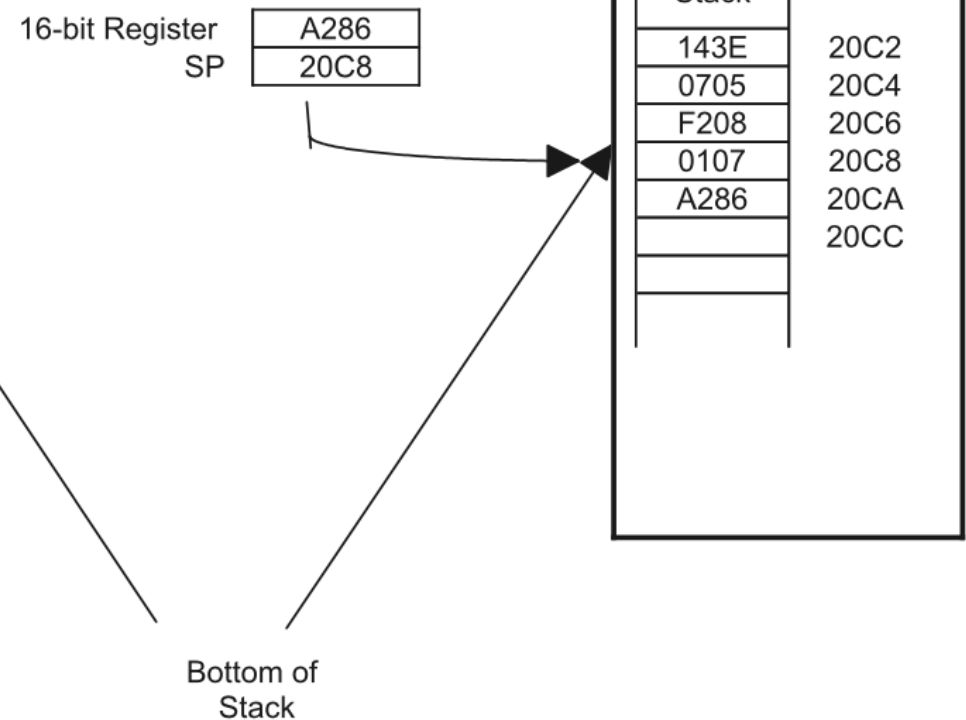 Stack
16-bit Register A286
SP 20C8
143E 20C2
0705 20C4
F208 20C6
0107 20C8
A286 20CA
20CC
Bottom of
Stack